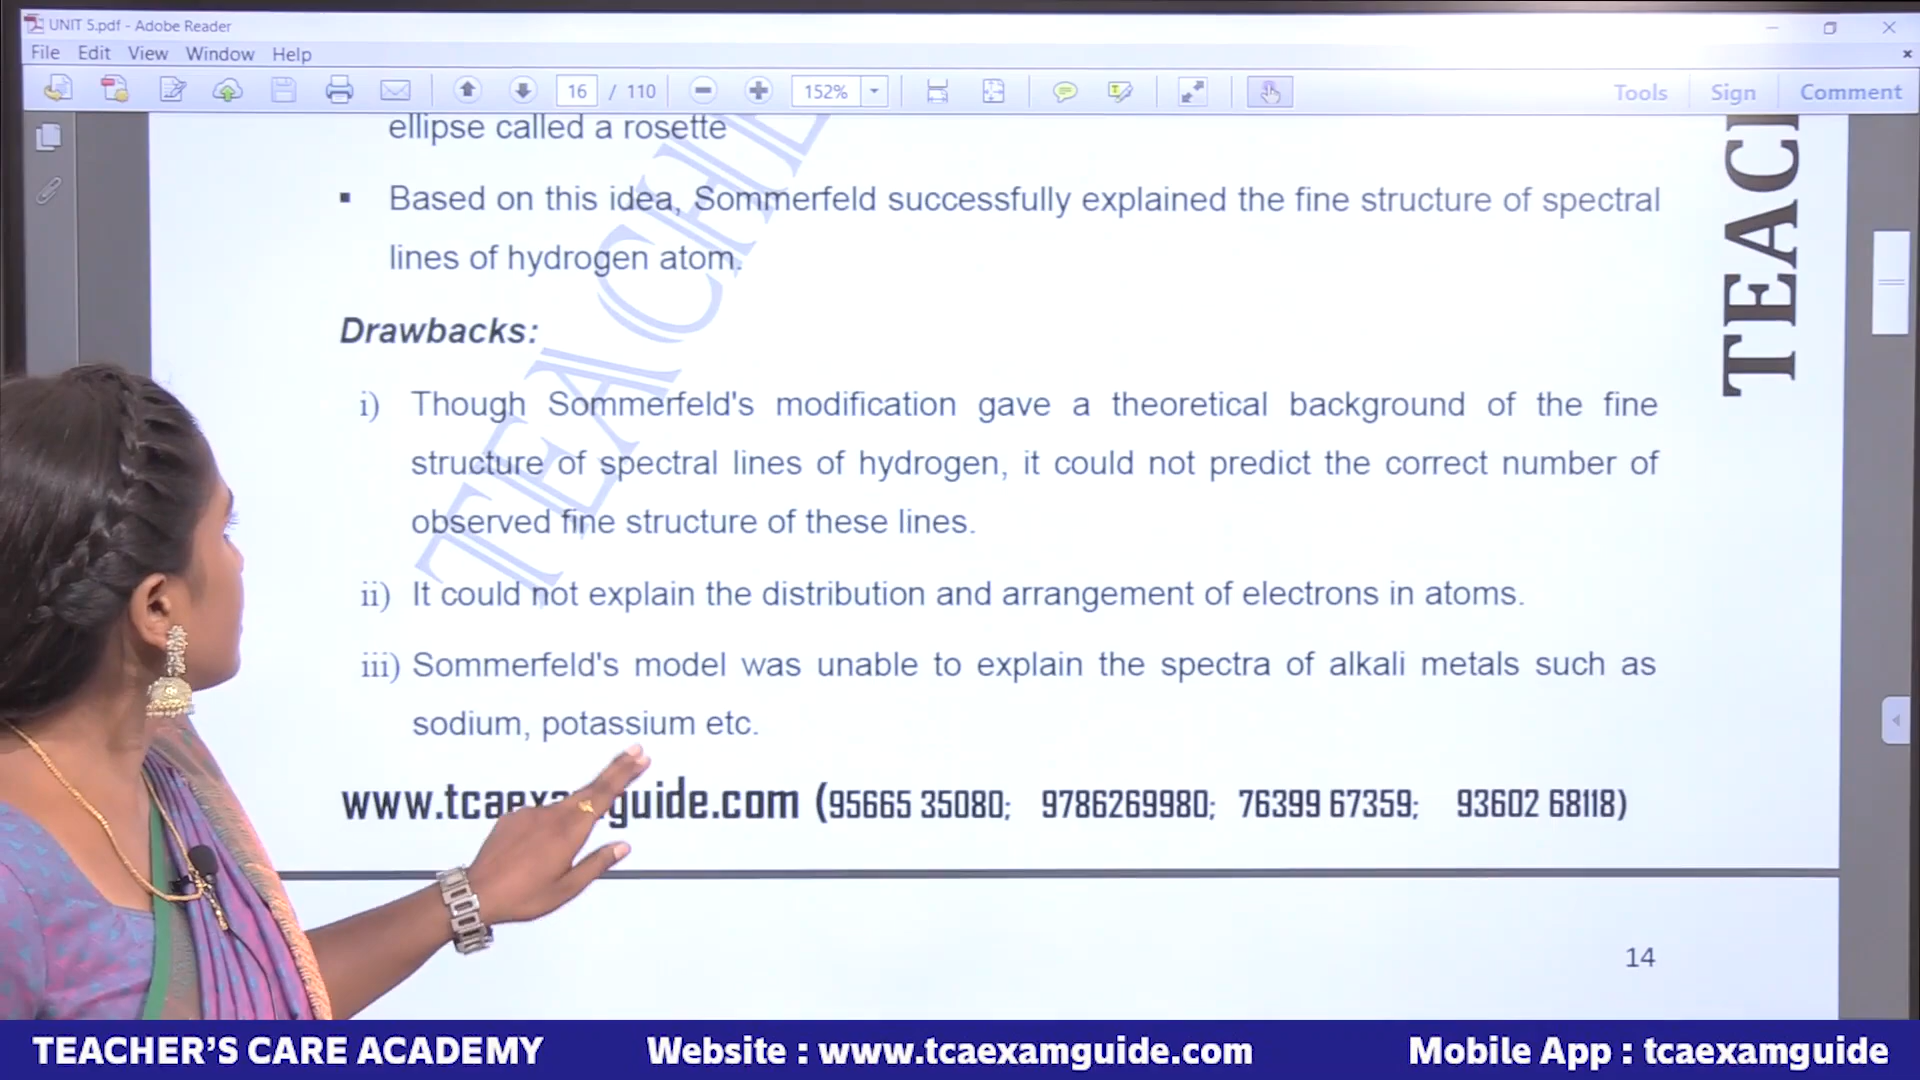 UNIT 5.pdf - Adobe Reader
File Edit View Window Help
16 / 110 152% Tools Sign Comment
ellipse called a rosette
▪ Based on this idea, Sommerfeld successfully explained the fine structure of spectral
lines of hydrogen atom.
Drawbacks:
i) Though Sommerfeld's modification gave a theoretical background of the fine
structure of spectral lines of hydrogen, it could not predict the correct number of
observed fine structure of these lines.
ii) It could not explain the distribution and arrangement of electrons in atoms.
iii) Sommerfeld's model was unable to explain the spectra of alkali metals such as
sodium, potassium etc.
www.tcaexamguide.com (95665 35080; 9786269980; 76399 67359; 93602 68118)
14
TEACH
TEAC
TEACHER'S CARE ACADEMY Website : www.tcaexamguide.com Mobile App : tcaexamguide